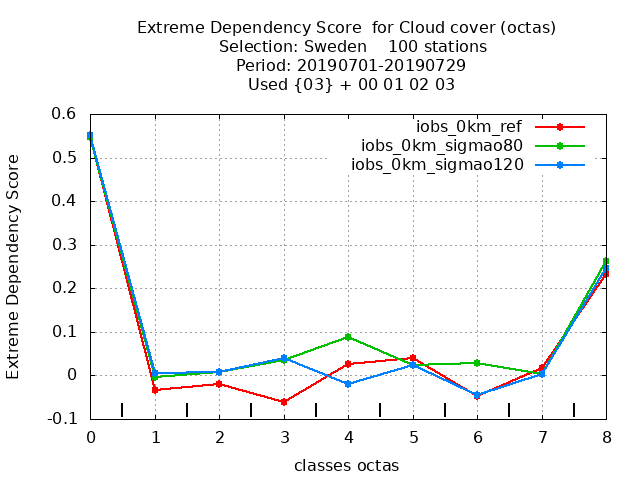 Extreme Dependency Score  for Cloud cover (octas)
Selection: Sweden    100 stations
Period: 20190701-20190729
Used {03} + 00 01 02 03
iobs_0km_ref
iobs_0km_sigmao80
iobs_0km_sigmao120
Extreme Dependency Score
0.6
0.5
0.4
0.3
0.2
0.1
0
-0.1
0 1 2 3 4 5 6 7 8
classes octas